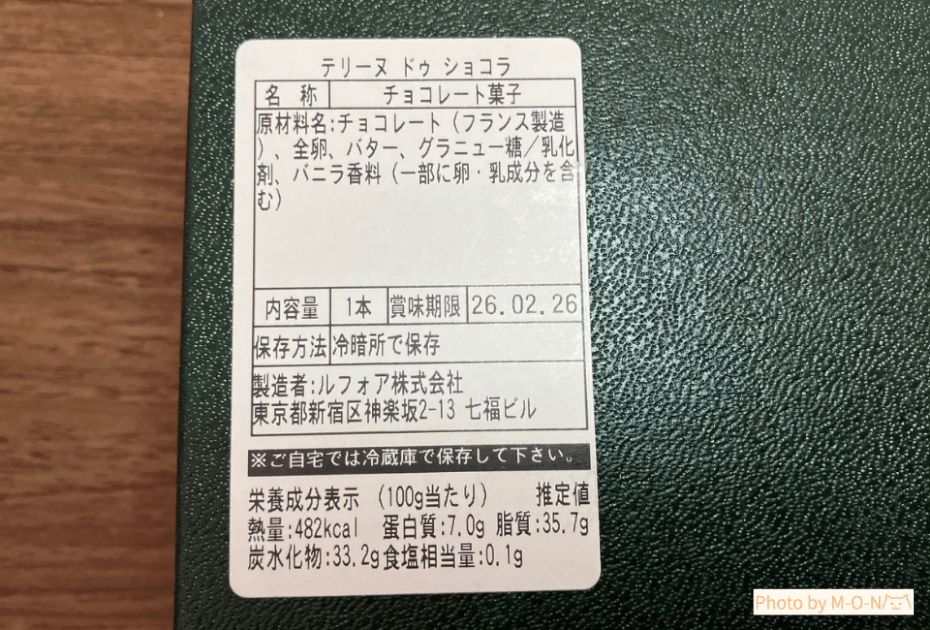 テリーヌ ドゥ ショコラ
名 称 チョコレート菓子
原材料名:チョコレート（フランス製造
）、全卵、バター、グラニュー糖／乳化
剤、バニラ香料（一部に卵・乳成分を含
む）
内容量 1本 賞味期限 26.02.26
保存方法 冷暗所で保存
製造者:ルフォア株式会社
東京都新宿区神楽坂2-13 七福ビル
※ご自宅では冷蔵庫で保存して下さい。
栄養成分表示 （100g当たり） 推定値
熱量:482kcal 蛋白質:7.0g 脂質:35.7g
炭水化物:33.2g食塩相当量:0.1g
Photo by M-O-N/